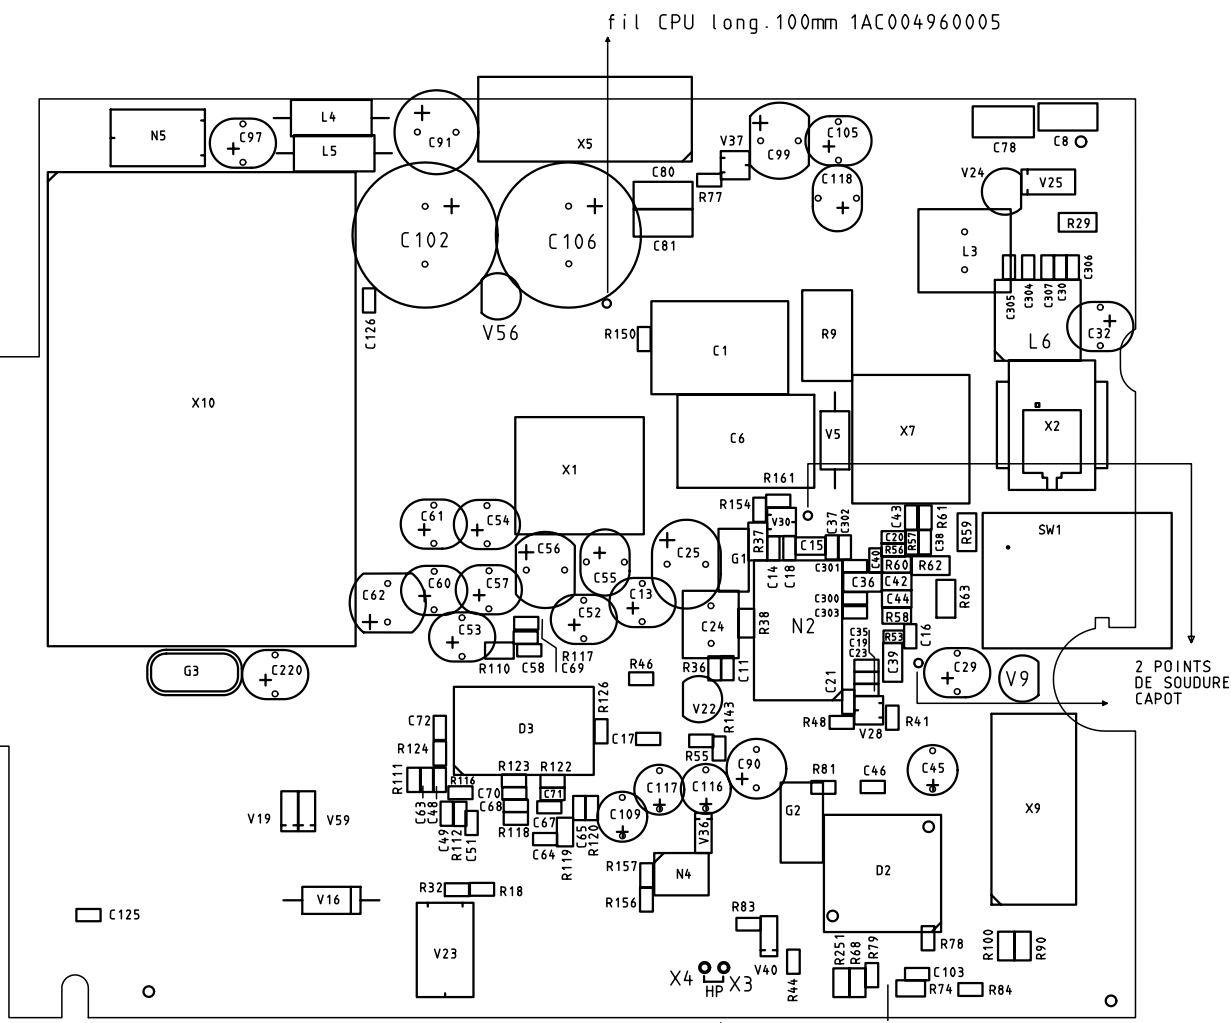 fil CPU long.100mm 1AC004960005
N5
C97
L4
L5
C91
X5
V37
C99
C105
C78
C8
C80
R77
C118
V24
V25
C102
C106
C81
R29
L3
C306
C126
V56
R150
C1
R9
C305
C304
C307
C30
L6
C32
X10
C6
V5
X7
X2
X1
R161
R154
V30
C37
C302
C43
R61
R59
SW1
C61
C54
C56
C55
C25
G1
R37
C14
C18
C15
C301
C40
C20
R56
R57
C38
R60
R62
C36
C42
C300
C44
C303
R58
R63
C62
C60
C57
C52
C13
C24
R38
N2
C53
C35
C19
C23
R53
C16
C39
G3
C220
R110
C58
R117
C69
R46
R36
C11
C21
C29
V9
2 POINTS
DE SOUDURE
CAPOT
D3
R126
V22
R143
R48
V28
R41
C72
R124
C17
R55
R111
C63
C48
R116
R123
R122
C70
C71
C68
C67
C117
C116
C90
R81
C46
C45
X9
V19
V59
C49
R112
C51
R118
C64
R119
C65
R120
C109
V36
G2
D2
R157
N4
R156
V16
R32
R18
C125
V23
R83
V40
R44
X4
HP
X3
R251
R68
R79
R78
C103
R74
R84
R100
R90